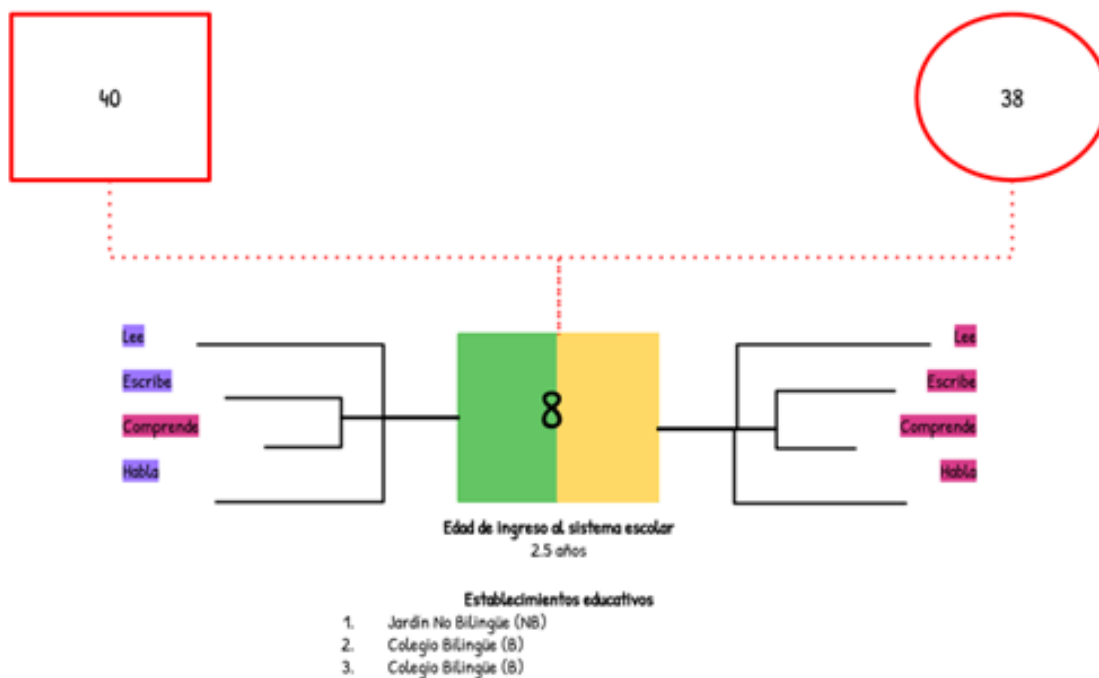 40
38
Lee
Escribe
Comprende
Habla
8
Lee
Escribe
Comprende
Habla
Edad de ingreso al sistema escolar
2.5 años
Establecimientos educativos
1. Jardín No Bilingüe (NB)
2. Colegio Bilingüe (B)
3. Colegio Bilingüe (B)